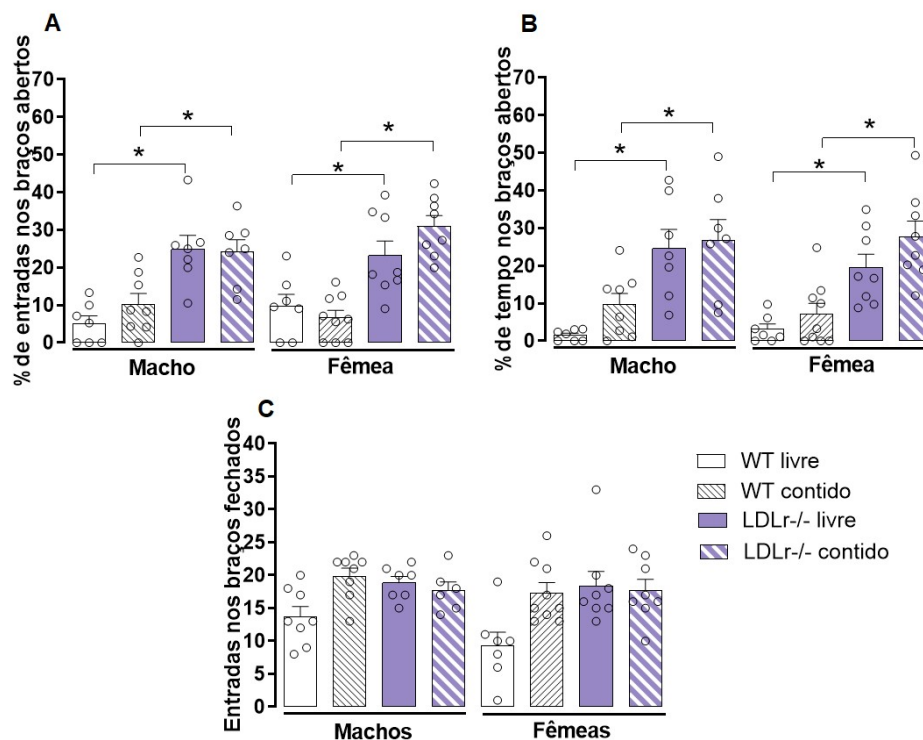 A
% de entradas nos braços abertos
70
60
50
40
30
20
10
0
*
*
*
*
Macho
Fêmea
B
% de tempo nos braços abertos
70
60
50
40
30
20
10
0
*
*
*
*
Macho
Fêmea
C
Entradas nos braços fechados
40
35
30
25
20
15
10
5
0
Machos
Fêmeas
WT livre
WT contido
LDLr-/- livre
LDLr-/- contido